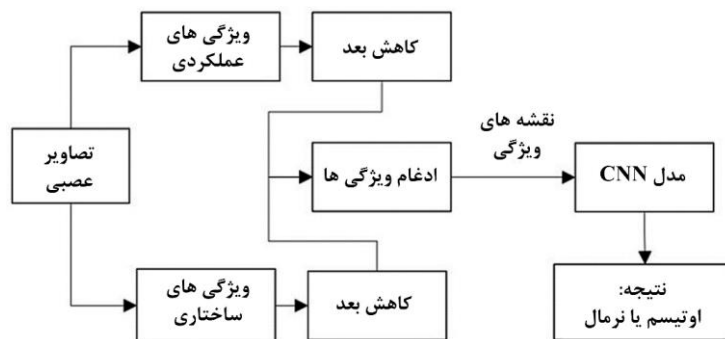 ویژگی های
عملکردی
کاهش بعد
تصاویر
عصبی
ادغام ویژگی ها
نقشه های
ویژگی
مدل CNN
ویژگی های
ساختاری
کاهش بعد
نتیجه:
اوتیسم یا نرمال